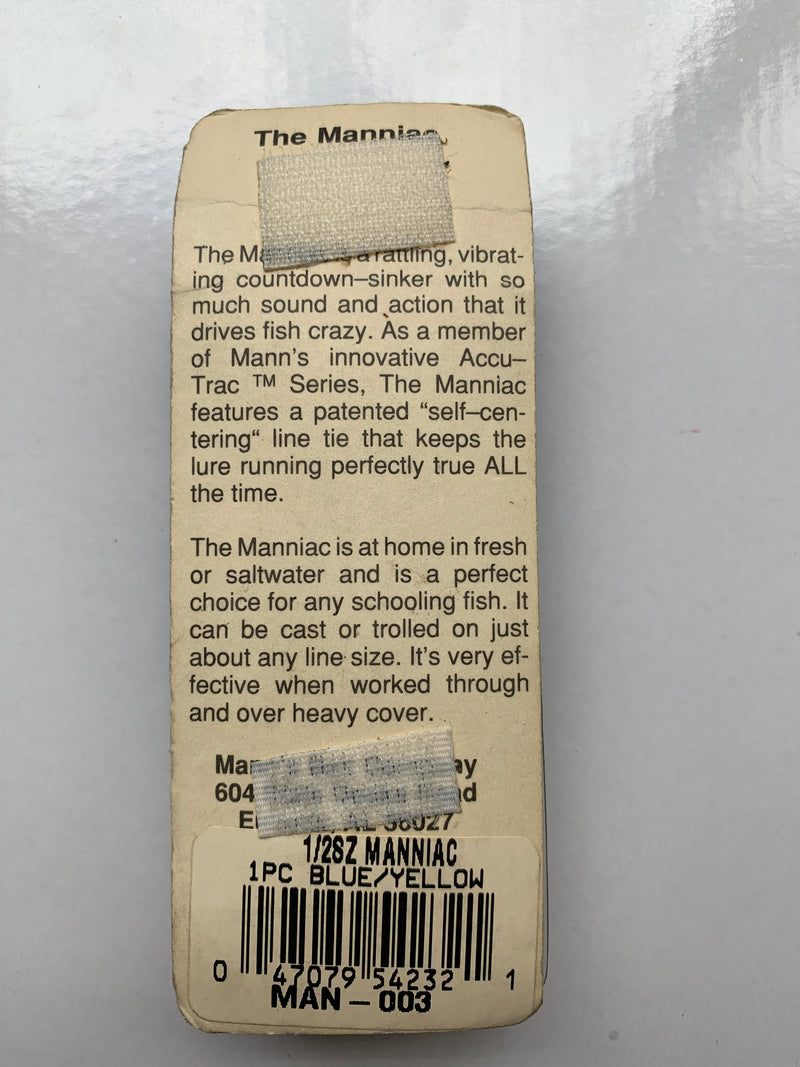 The Manniac
The is a rattling, vibrat-
ing countdown–sinker with so
much sound and action that it
drives fish crazy. As a member
of Mann's innovative Accu–
Trac ™ Series, The Manniac
features a patented “self–cen-
tering“ line tie that keeps the
lure running perfectly true ALL
the time.
The Manniac is at home in fresh
or saltwater and is a perfect
choice for any schooling fish. It
can be cast or trolled on just
about any line size. It's very ef-
fective when worked through
and over heavy cover.
604
AL 36027
1/2SZ MANNIAC
1PC BLUE/YELLOW
0 47079 54232 1
MAN – 003